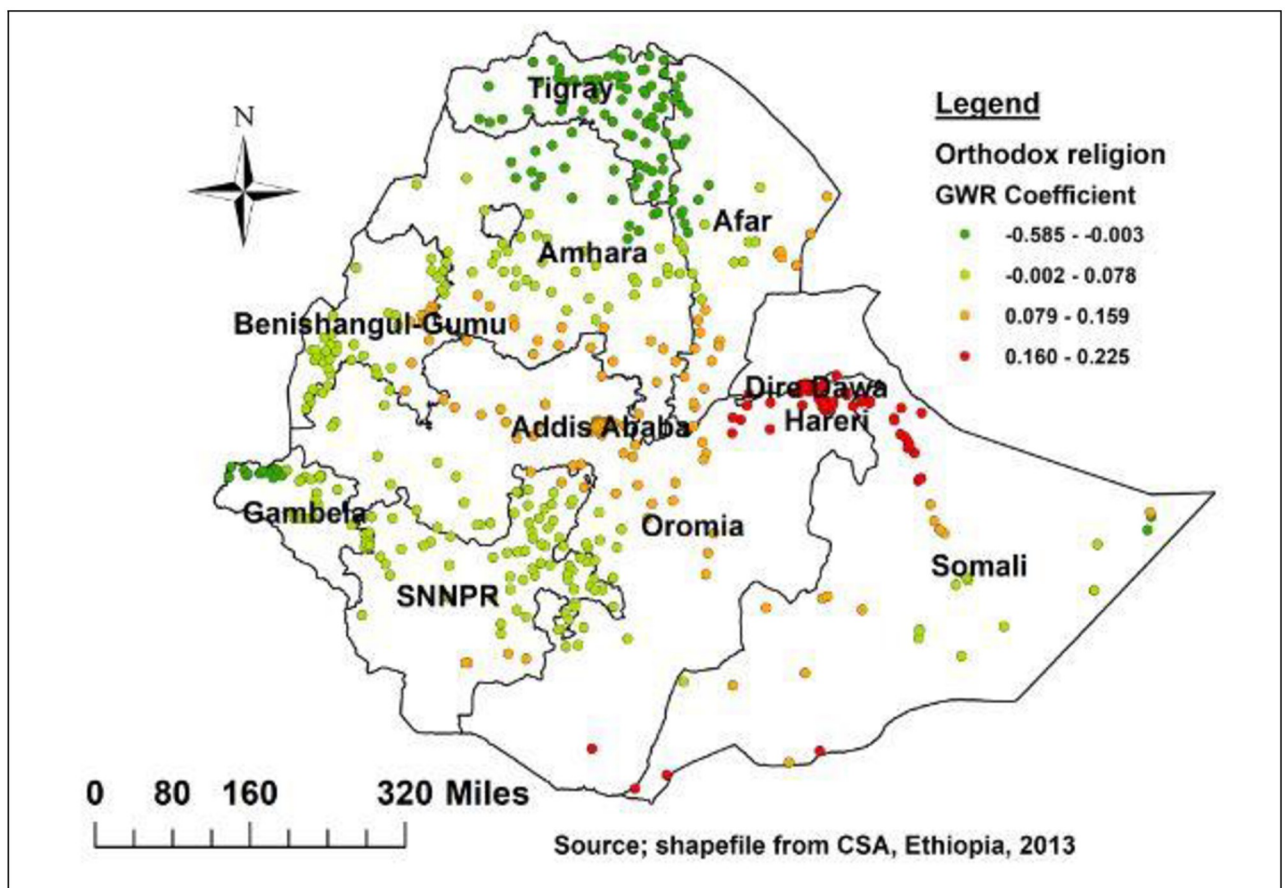 Tigray
N
Legend
Orthodox religion
GWR Coefficient
-0.585 - -0.003
-0.002 - 0.078
0.079 - 0.159
0.160 - 0.225
Afar
Amhara
Benishangul-Gumu
Dire Dawa
Hareri
Addis Ababa
Gambela
Oromia
Somali
SNNPR
0 80 160 320 Miles
Source; shapefile from CSA, Ethiopia, 2013